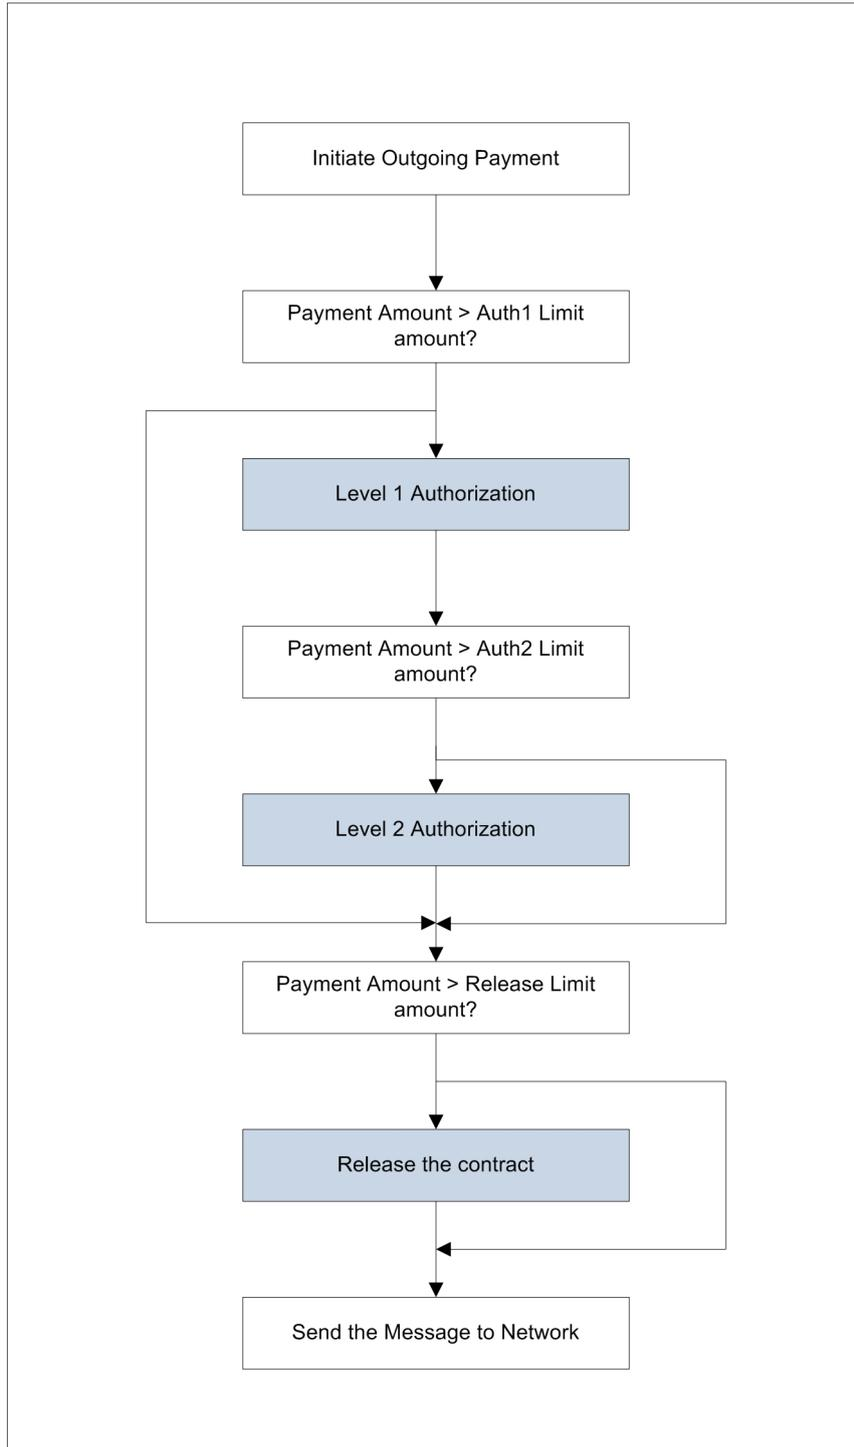 Initiate Outgoing Payment
Payment Amount > Auth1 Limit
amount?
Level 1 Authorization
Payment Amount > Auth2 Limit
amount?
Level 2 Authorization
Payment Amount > Release Limit
amount?
Release the contract
Send the Message to Network